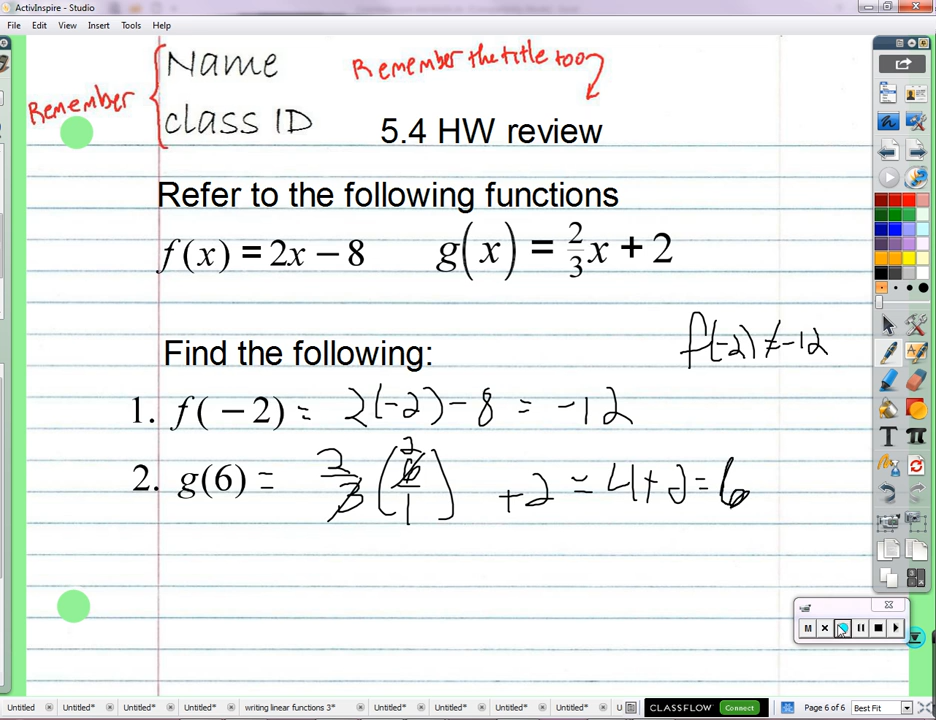 ActivInspire - Studio
File Edit View Insert Tools Help
Name
Remember the title too
Remember
class ID
5.4 HW review
Refer to the following functions
f(x) = 2x − 8
g(x) = 2/3 x + 2
f(-2) ≠ -12
Find the following:
1. f( − 2) = 2(-2) - 8 = -12
2. g(6) = 2/3 (6/1) + 2 = 4 + 2 = 6
2
M
T π
Untitled Untitled* Untitled* Untitled* writing linear functions 3* Untitled* Untitled* Untitled* Untitled* U CLASSFLOW Connect Page 6 of 6 Best Fit